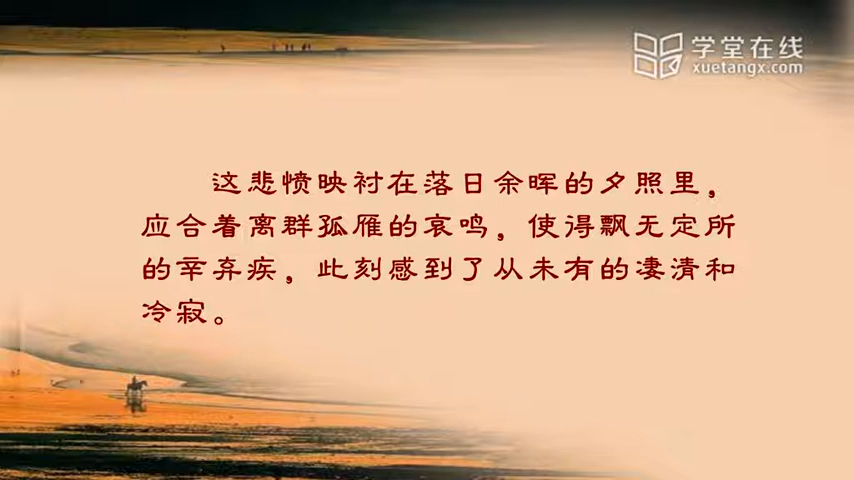 学堂在线
xuetangx.com
这悲愤映衬在落日余晖的夕照里，
应合着离群孤雁的哀鸣，使得飘无定所
的辛弃疾，此刻感到了从未有的凄清和
冷寂。